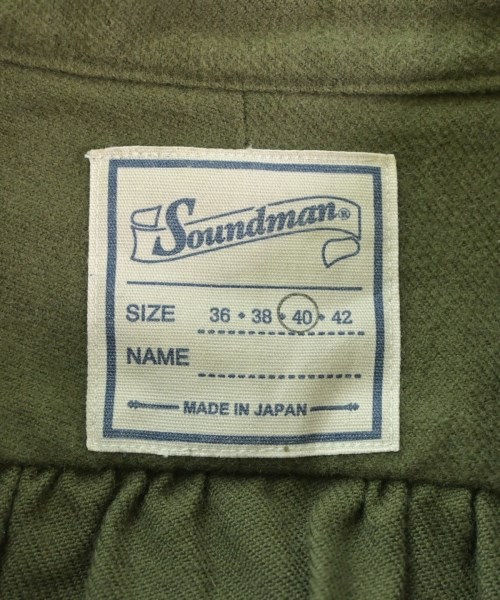 Soundman®
SIZE 36 • 38 • 40 • 42
NAME
MADE IN JAPAN